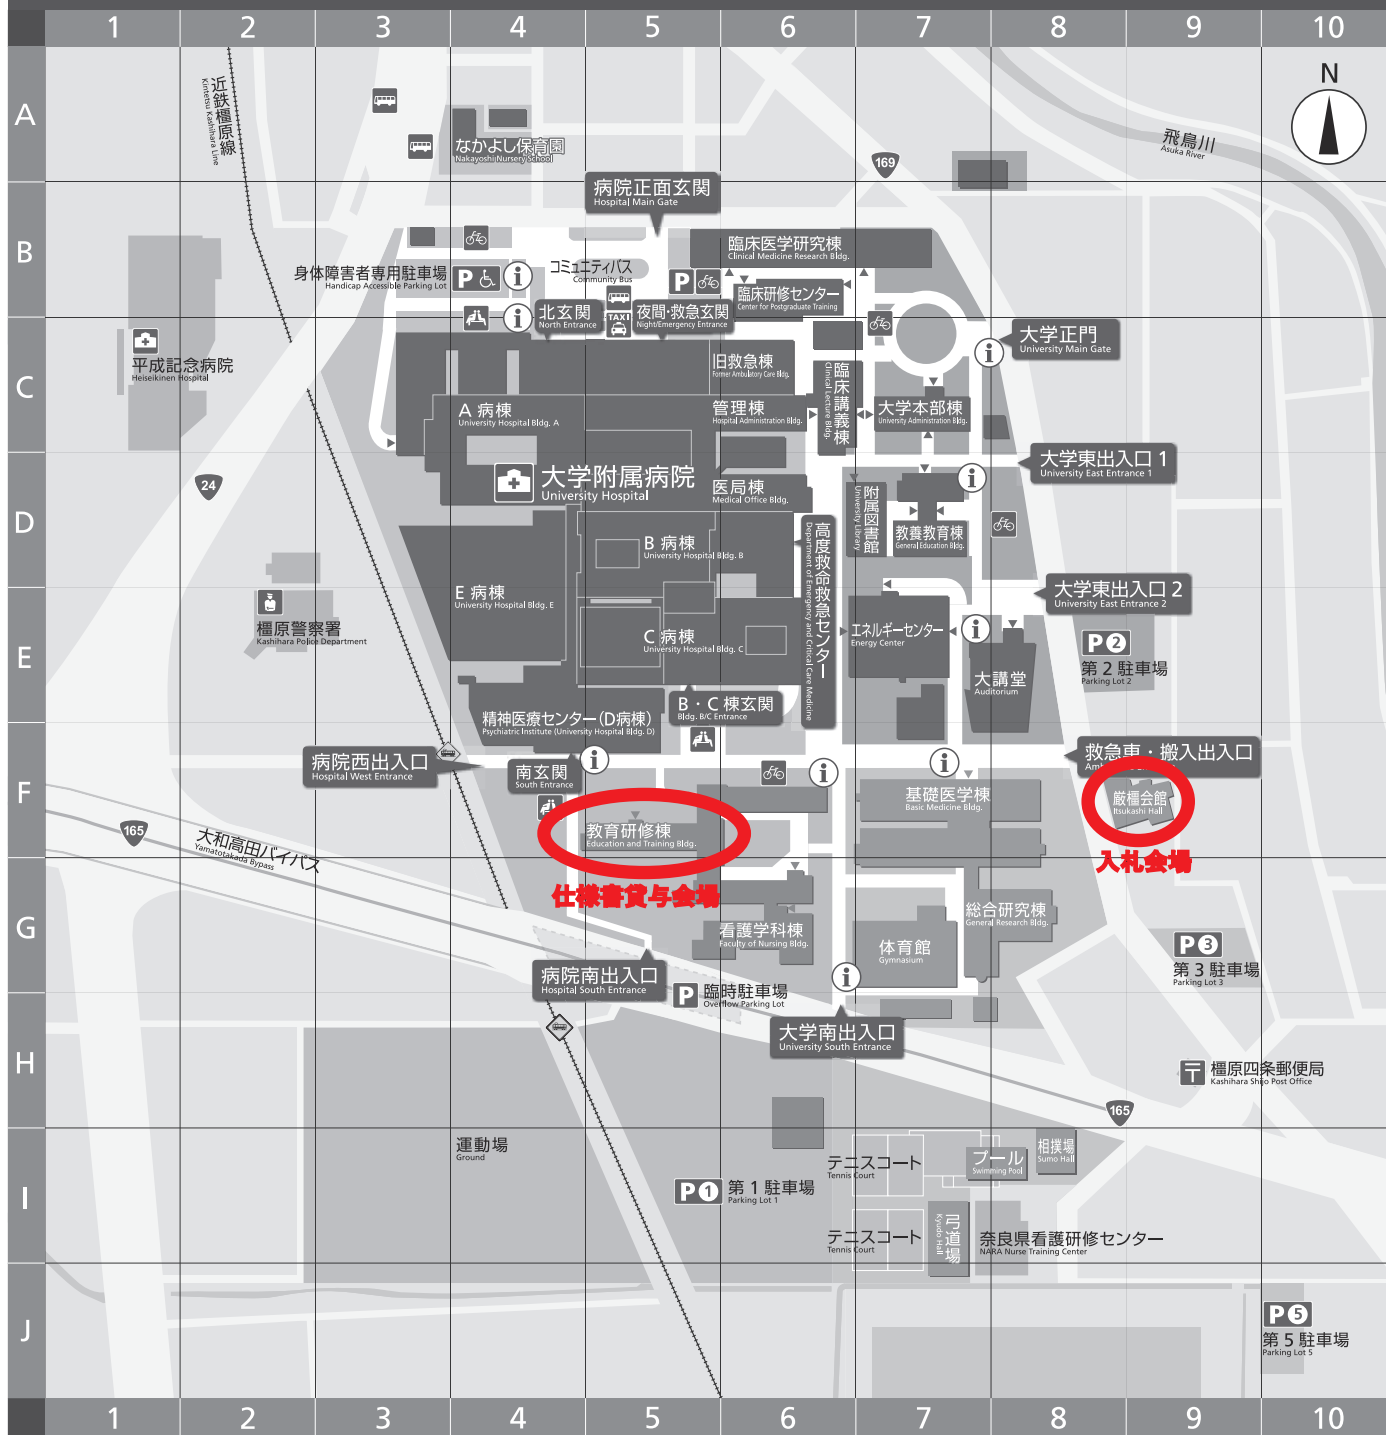 1 2 3 4 5 6 7 8 9 10
A
B
C
D
E
F
G
H
I
J
N
近鉄橿原線
Kintetsu Kashihara Line
なかよし保育園
Nakayoshi Nursery School
飛鳥川
Asuka River
169
病院正面玄関
Hospital Main Gate
臨床医学研究棟
Clinical Medicine Research Bldg.
身体障害者専用駐車場
Handicap Accessible Parking Lot
P
i
コミュニティバス
Community Bus
P
臨床研修センター
Center for Postgraduate Training
i
北玄関
North Entrance
TAXI
夜間・救急玄関
Night/Emergency Entrance
大学正門
University Main Gate
i
平成記念病院
Heiseikinen Hospital
旧救急棟
Former Ambulatory Care Bldg.
臨床講義棟
Clinical Lecture Bldg.
A 病棟
University Hospital Bldg. A
管理棟
Hospital Administration Bldg.
大学本部棟
University Administration Bldg.
大学東出入口 1
University East Entrance 1
大学附属病院
University Hospital
医局棟
Medical Office Bldg.
i
24
附属図書館
University Library
教養教育棟
General Education Bldg.
B 病棟
University Hospital Bldg. B
高度救命救急センター
Department of Emergency and Critical Care Medicine
E 病棟
University Hospital Bldg. E
大学東出入口 2
University East Entrance 2
橿原警察署
Kashihara Police Department
C 病棟
University Hospital Bldg. C
エネルギーセンター
Energy Center
i
P2
第 2 駐車場
Parking Lot 2
大講堂
Auditorium
B・C 棟玄関
Bldg. B/C Entrance
精神医療センター（D病棟）
Psychiatric Institute (University Hospital Bldg. D)
病院西出入口
Hospital West Entrance
南玄関
South Entrance
i
i
i
救急車・搬入出入口
基礎医学棟
Basic Medicine Bldg.
厳橿会館
Itsukashi Hall
165
大和高田バイパス
Yamatotakada Bypass
教育研修棟
Education and Training Bldg.
入札会場
仕様書貸与会場
看護学科棟
Faculty of Nursing Bldg.
体育館
Gymnasium
総合研究棟
General Research Bldg.
P3
第 3 駐車場
Parking Lot 3
病院南出入口
Hospital South Entrance
P
臨時駐車場
Overflow Parking Lot
i
大学南出入口
University South Entrance
橿原四条郵便局
Kashihara Shijo Post Office
165
運動場
Ground
テニスコート
Tennis Court
プール
Swimming Pool
相撲場
Sumo Hall
P1
第 1 駐車場
Parking Lot 1
テニスコート
Tennis Court
弓道場
Kyudo Hall
奈良県看護研修センター
NARA Nurse Training Center
P5
第 5 駐車場
Parking Lot 5
1 2 3 4 5 6 7 8 9 10